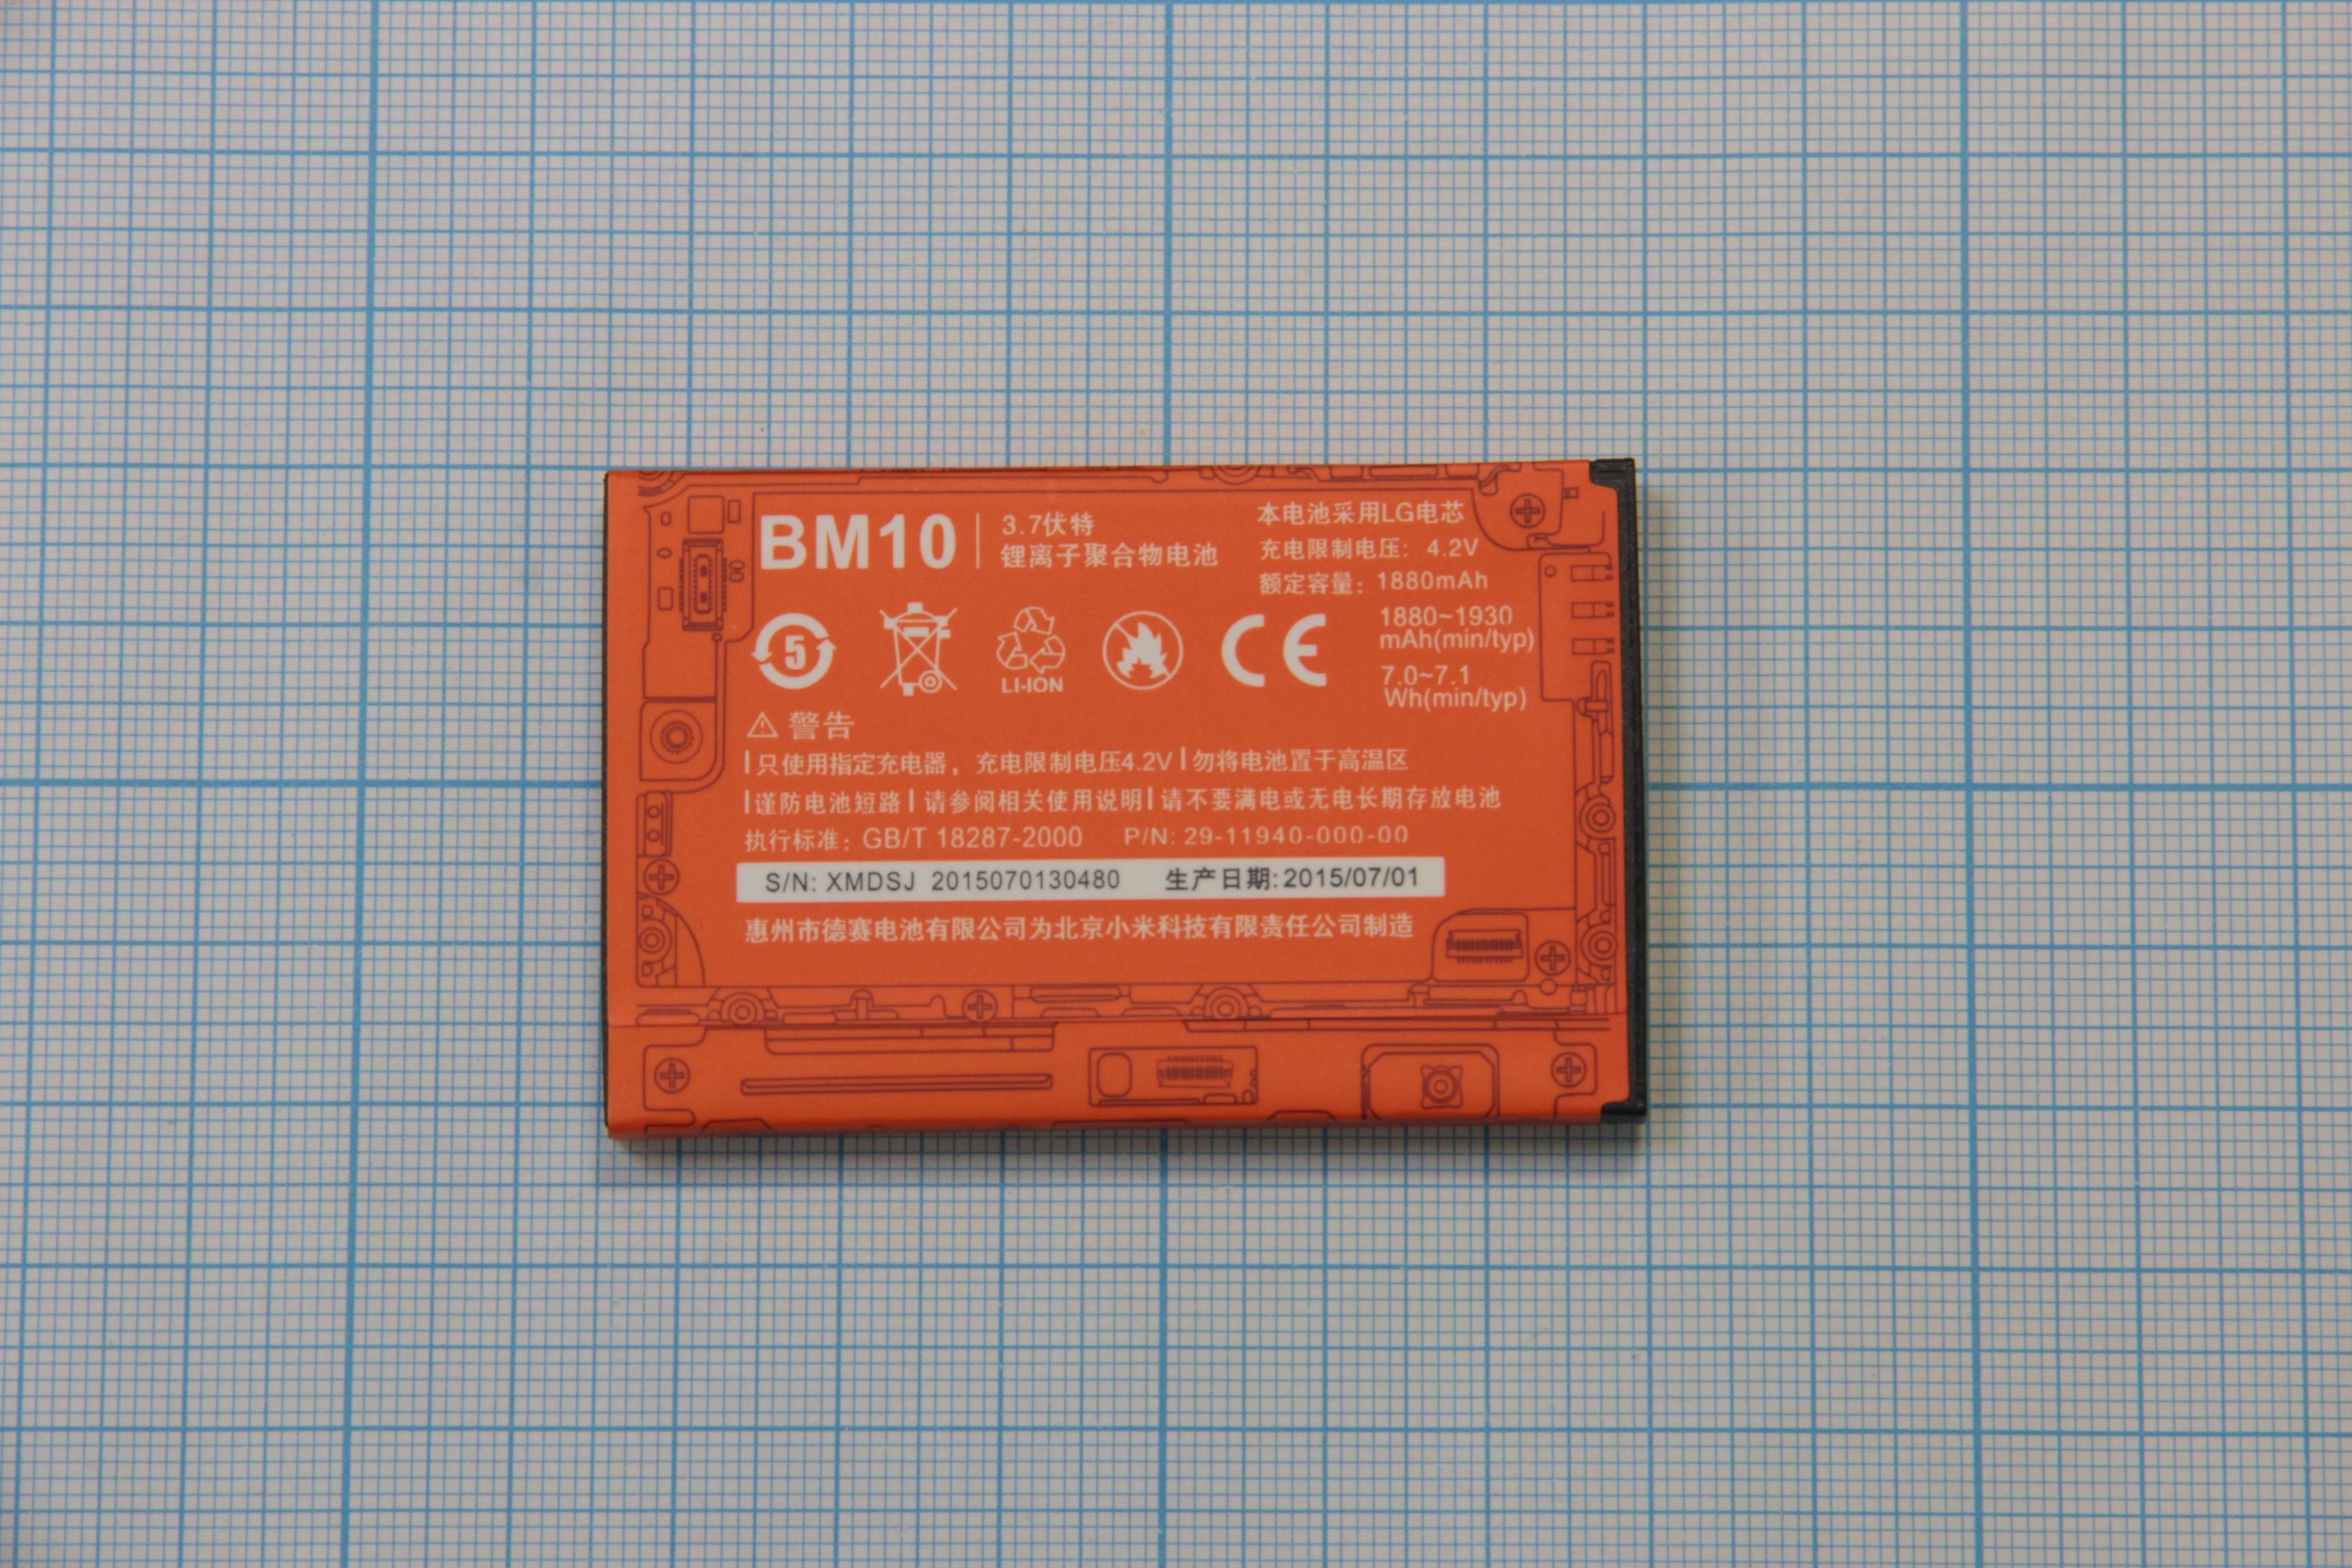 BM10
3.7伏特
锂离子聚合物电池
本电池采用LG电芯
充电限制电压: 4.2V
额定容量: 1880mAh
1880~1930
mAh(min/typ)
7.0~7.1
Wh(min/typ)
5
LI-ION
CE
警告
只使用指定充电器，充电限制电压4.2V 勿将电池置于高温区
谨防电池短路 请参阅相关使用说明 请不要满电或无电长期存放电池
执行标准: GB/T 18287-2000 P/N: 29-11940-000-00
S/N: XMDSJ 2015070130480 生产日期: 2015/07/01
惠州市德赛电池有限公司为北京小米科技有限责任公司制造